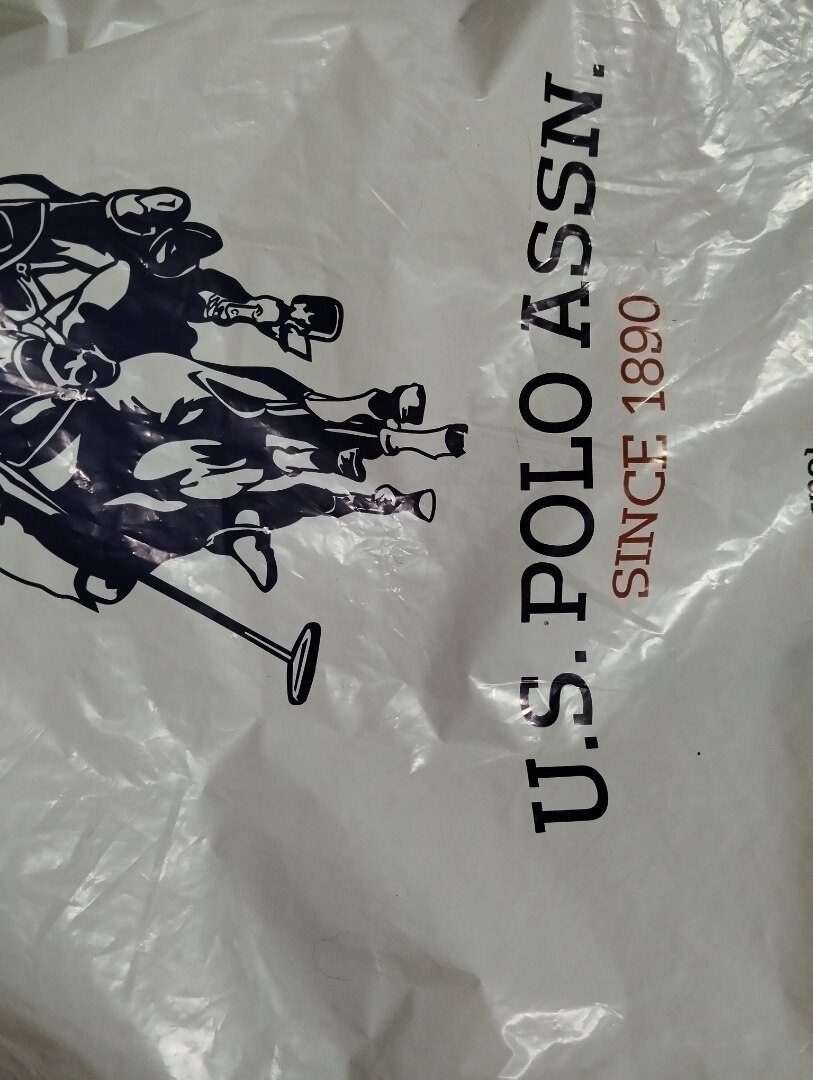 U.S. POLO ASSN.
SINCE 1890